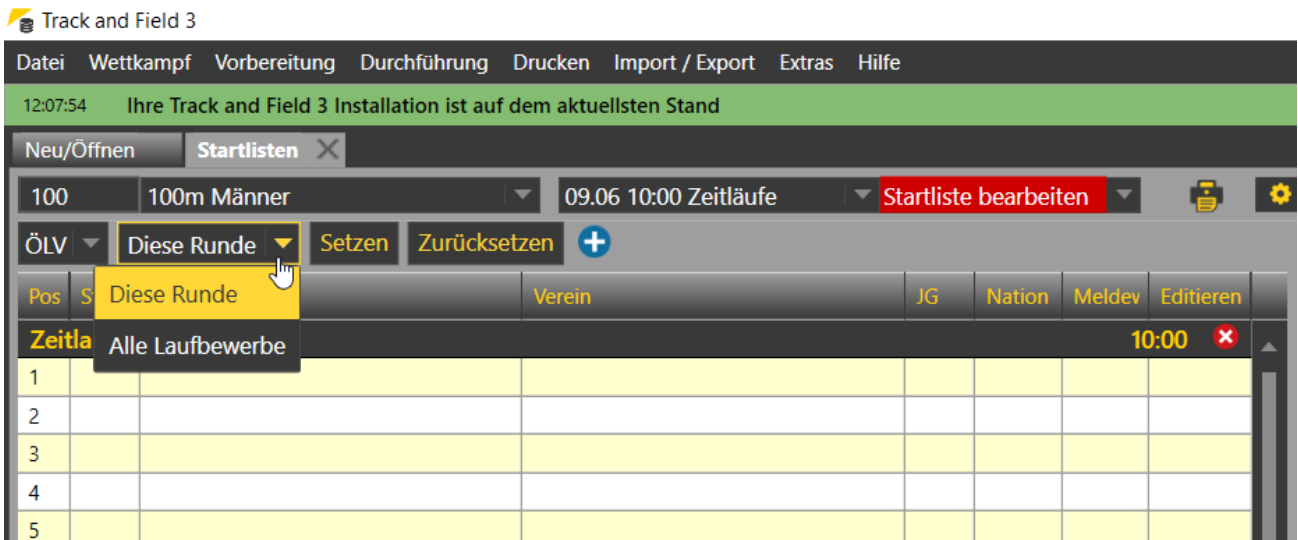 Track and Field 3
Datei Wettkampf Vorbereitung Durchführung Drucken Import / Export Extras Hilfe
12:07:54 Ihre Track and Field 3 Installation ist auf dem aktuellsten Stand
Neu/Öffnen Startlisten
100 100m Männer 09.06 10:00 Zeitläufe Startliste bearbeiten
ÖLV Diese Runde Setzen Zurücksetzen
Pos S Diese Runde Verein JG Nation Meldew Editieren
Zeitla Alle Laufbewerbe 10:00
1
2
3
4
5